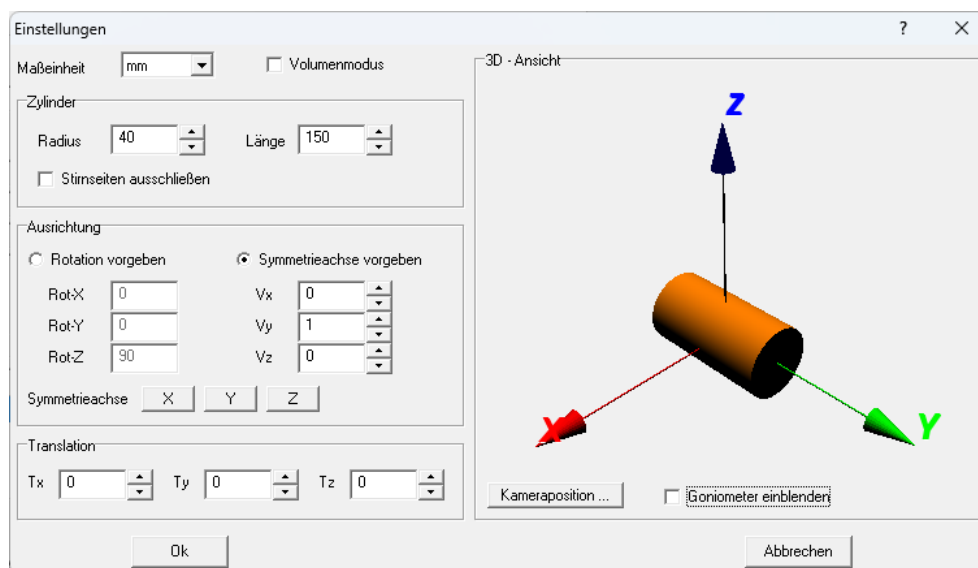 Einstellungen
?
Maßeinheit mm Volumenmodus
Zylinder
Radius 40 Länge 150
Stirnseiten ausschließen
Ausrichtung
Rotation vorgeben Symmetrieachse vorgeben
Rot-X 0 Vx 0
Rot-Y 0 Vy 1
Rot-Z 90 Vz 0
Symmetrieachse X Y Z
Translation
Tx 0 Ty 0 Tz 0
3D - Ansicht
Z
X
Y
Kameraposition ... Goniometer einblenden
Ok Abbrechen